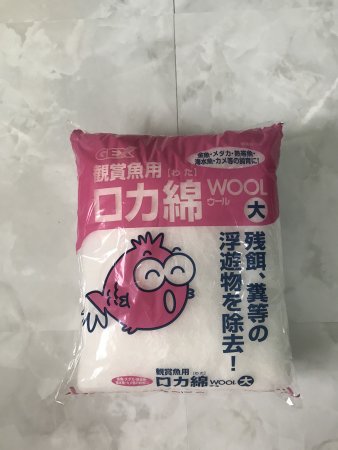 GEX
金魚・メダカ・熱帯魚・
海水魚・カメ等の飼育に!
観賞魚用 [わた]
ロカ綿 WOOL
ウール
大
残餌、糞等の
浮遊物を除去!
観賞魚用 [わた]
ロカ綿 WOOL 大